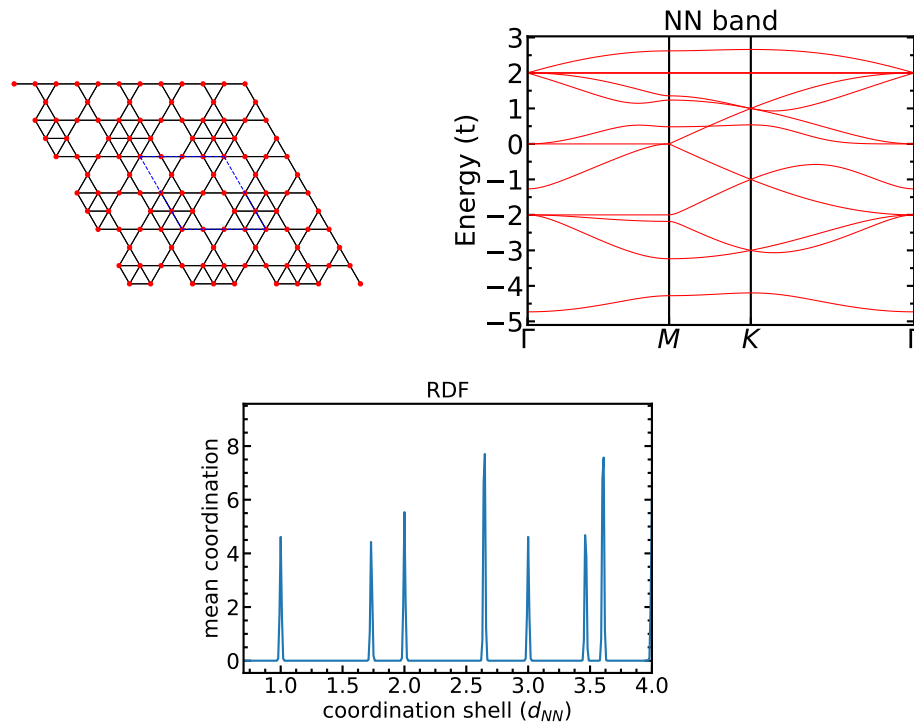 NN band
Energy (t)
3
2
1
0
−1
−2
−3
−4
−5
Γ M K Γ
RDF
mean coordination
8
6
4
2
0
1.0 1.5 2.0 2.5 3.0 3.5 4.0
coordination shell (d_NN)